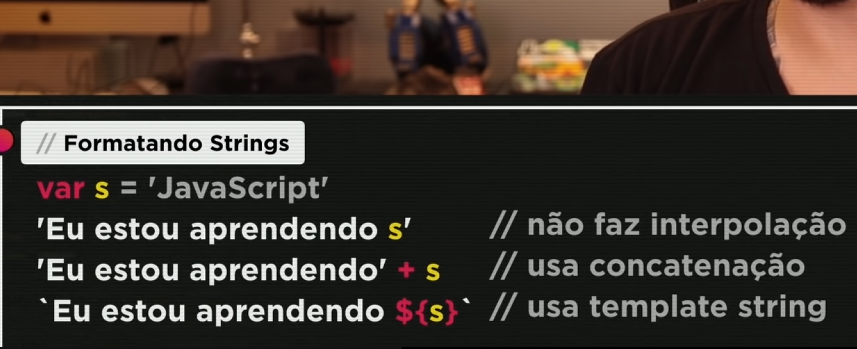 // Formatando Strings
var s = 'JavaScript'
'Eu estou aprendendo s' // não faz interpolação
'Eu estou aprendendo' + s // usa concatenação
`Eu estou aprendendo ${s}` // usa template string